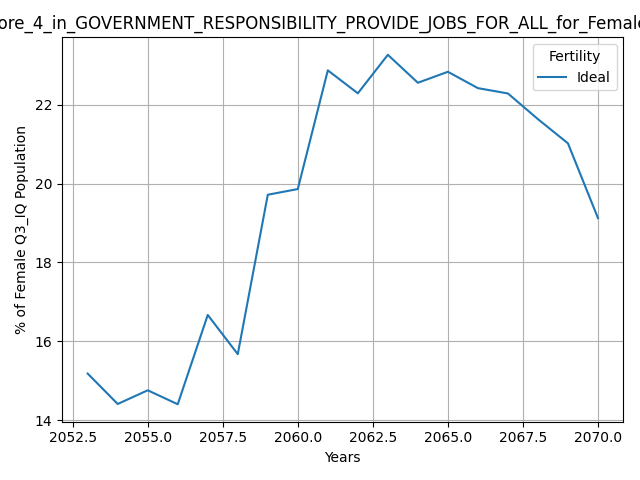 ore_4_in_GOVERNMENT_RESPONSIBILITY_PROVIDE_JOBS_FOR_ALL_for_Female
Fertility
Ideal
% of Female Q3_IQ Population
22
20
18
16
14
2052.5 2055.0 2057.5 2060.0 2062.5 2065.0 2067.5 2070.0
Years